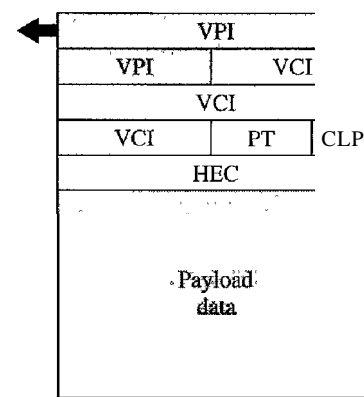 VPI
VPI VCI
VCI
VCI PT CLP
HEC
Payload
data